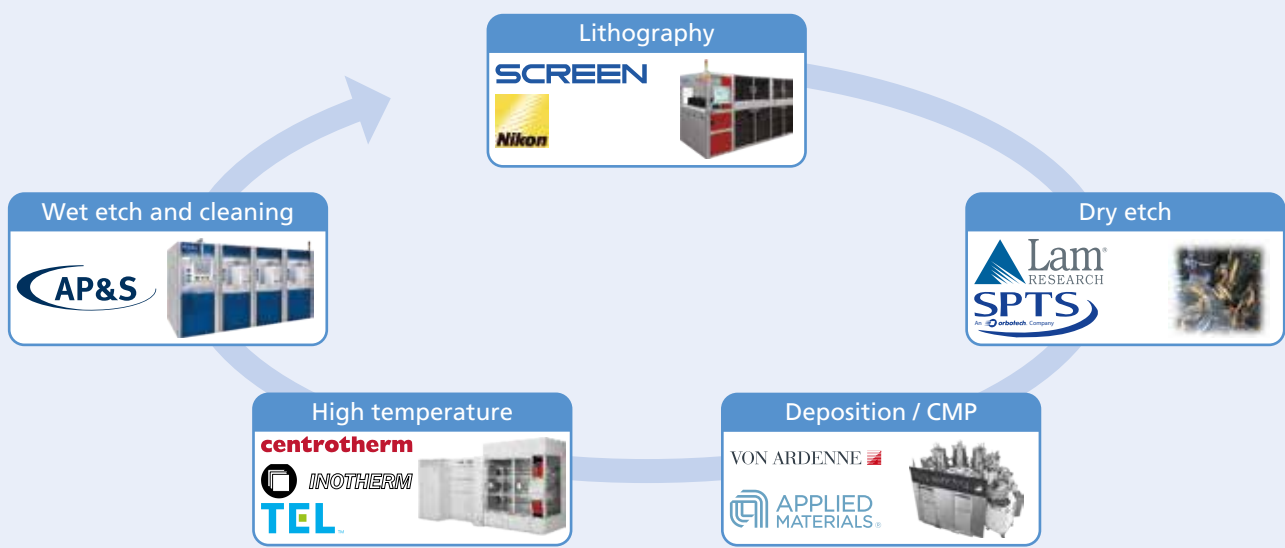 Lithography
SCREEN
Nikon
Wet etch and cleaning
AP&S
Dry etch
Lam®
RESEARCH
SPTS
An orbotech Company
High temperature
centrotherm
INOTHERM
TEL™
Deposition / CMP
VON ARDENNE
APPLIED
MATERIALS®